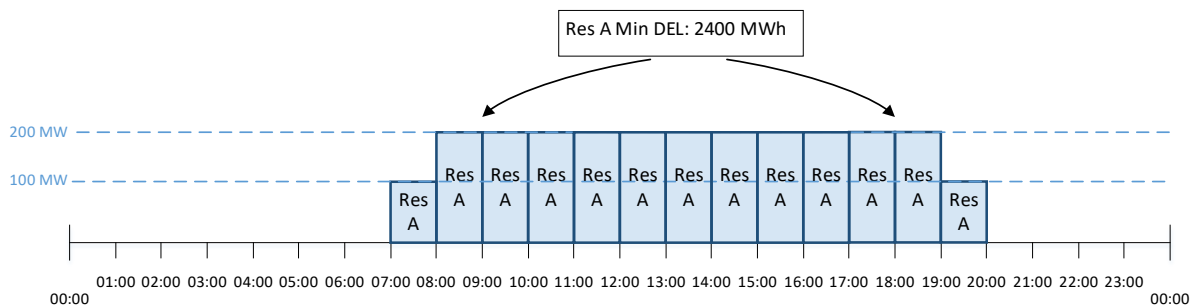 Res A Min DEL: 2400 MWh
200 MW
100 MW
Res
A
Res
A
Res
A
Res
A
Res
A
Res
A
Res
A
Res
A
Res
A
Res
A
Res
A
Res
A
Res
A
01:00 02:00 03:00 04:00 05:00 06:00 07:00 08:00 09:00 10:00 11:00 12:00 13:00 14:00 15:00 16:00 17:00 18:00 19:00 20:00 21:00 22:00 23:00
00:00 00:00